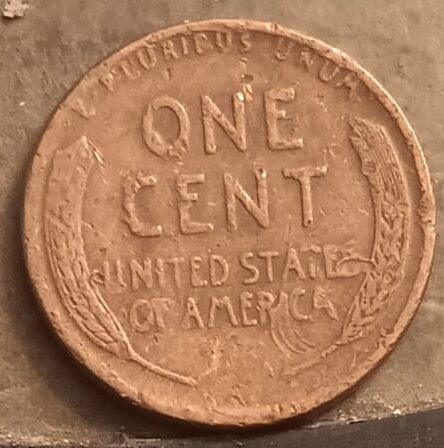 E PLURIBUS UNUM
ONE
CENT
UNITED STATES
OF AMERICA